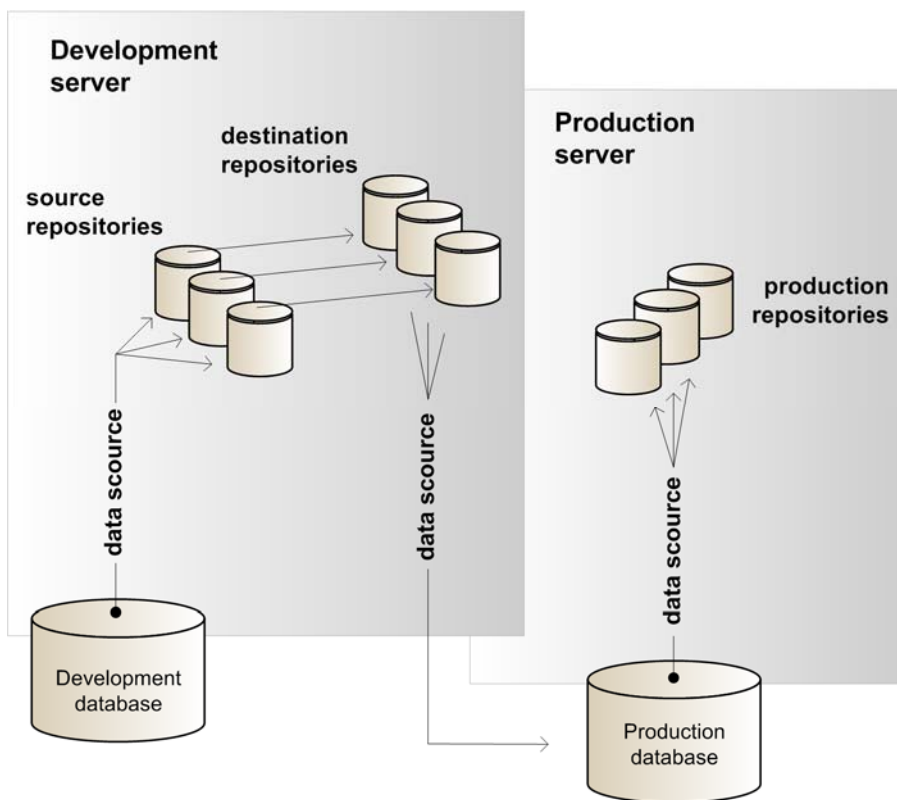 Development
server
destination
repositories
source
repositories
Production
server
production
repositories
data scource
data scource
data scource
Development
database
Production
database